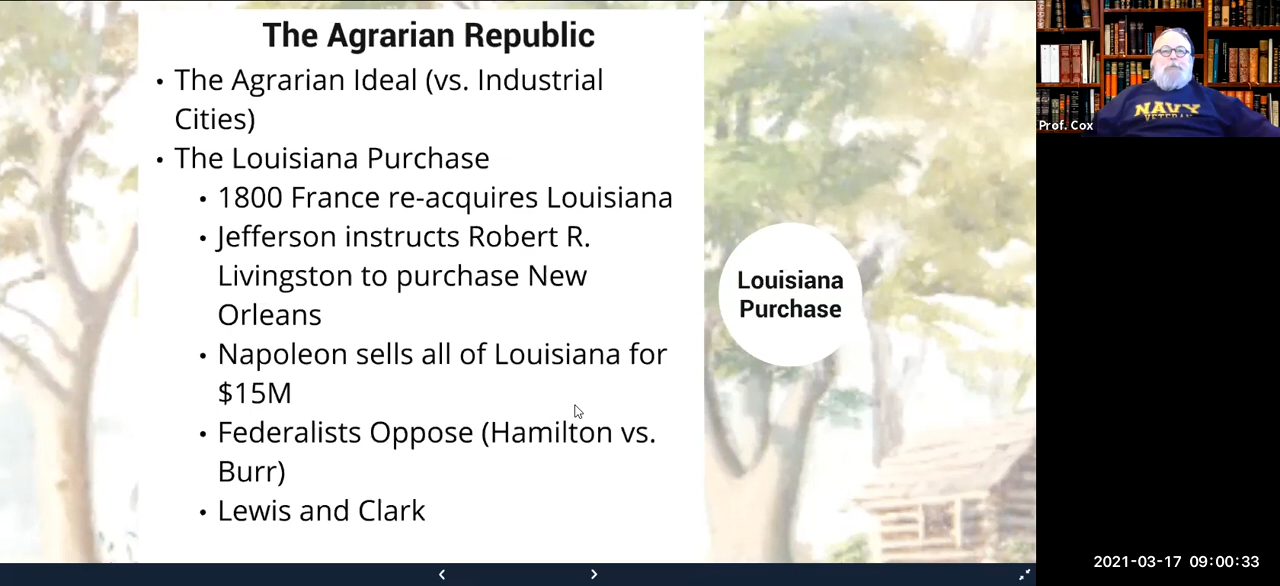 The Agrarian Republic
• The Agrarian Ideal (vs. Industrial
Cities)
• The Louisiana Purchase
• 1800 France re-acquires Louisiana
• Jefferson instructs Robert R.
Livingston to purchase New
Orleans
• Napoleon sells all of Louisiana for
$15M
• Federalists Oppose (Hamilton vs.
Burr)
• Lewis and Clark
Louisiana
Purchase
NAVY
VETERAN
Prof. Cox
2021-03-17 09:00:33